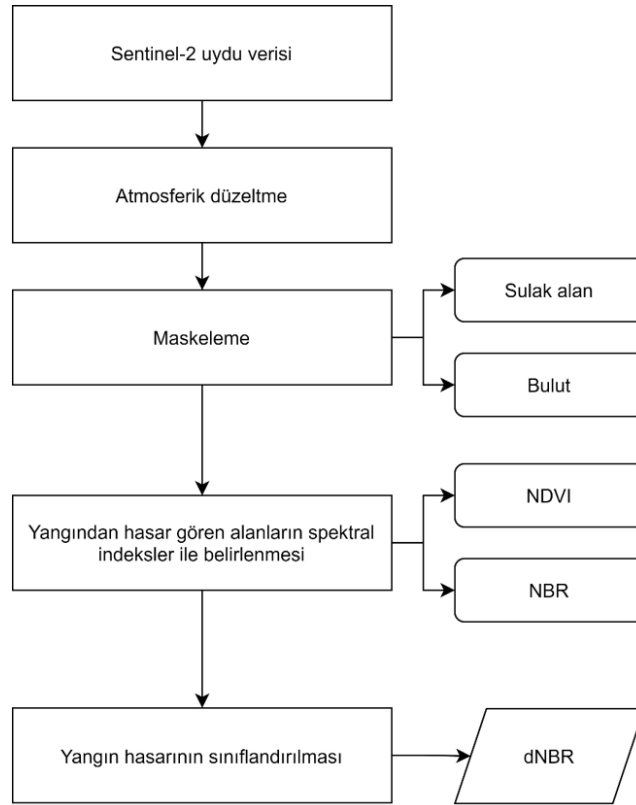 Sentinel-2 uydu verisi
Atmosferik düzeltme
Maskeleme
Sulak alan
Bulut
Yangından hasar gören alanların spektral
indeksler ile belirlenmesi
NDVI
NBR
Yangın hasarının sınıflandırılması
dNBR